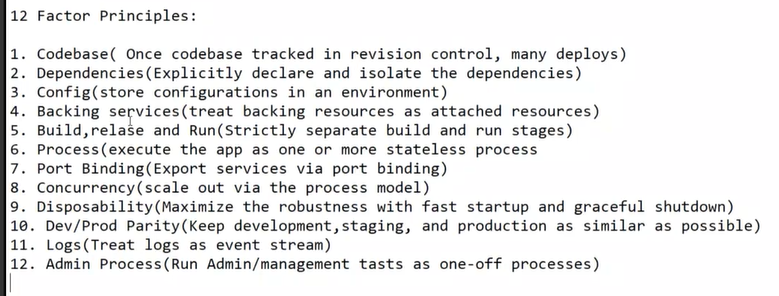 12 Factor Principles:
1. Codebase( Once codebase tracked in revision control, many deploys)
2. Dependencies(Explicitly declare and isolate the dependencies)
3. Config(store configurations in an environment)
4. Backing services(treat backing resources as attached resources)
5. Build,relase and Run(Strictly separate build and run stages)
6. Process(execute the app as one or more stateless process
7. Port Binding(Export services via port binding)
8. Concurrency(scale out via the process model)
9. Disposability(Maximize the robustness with fast startup and graceful shutdown)
10. Dev/Prod Parity(Keep development,staging, and production as similar as possible)
11. Logs(Treat logs as event stream)
12. Admin Process(Run Admin/management tasts as one-off processes)